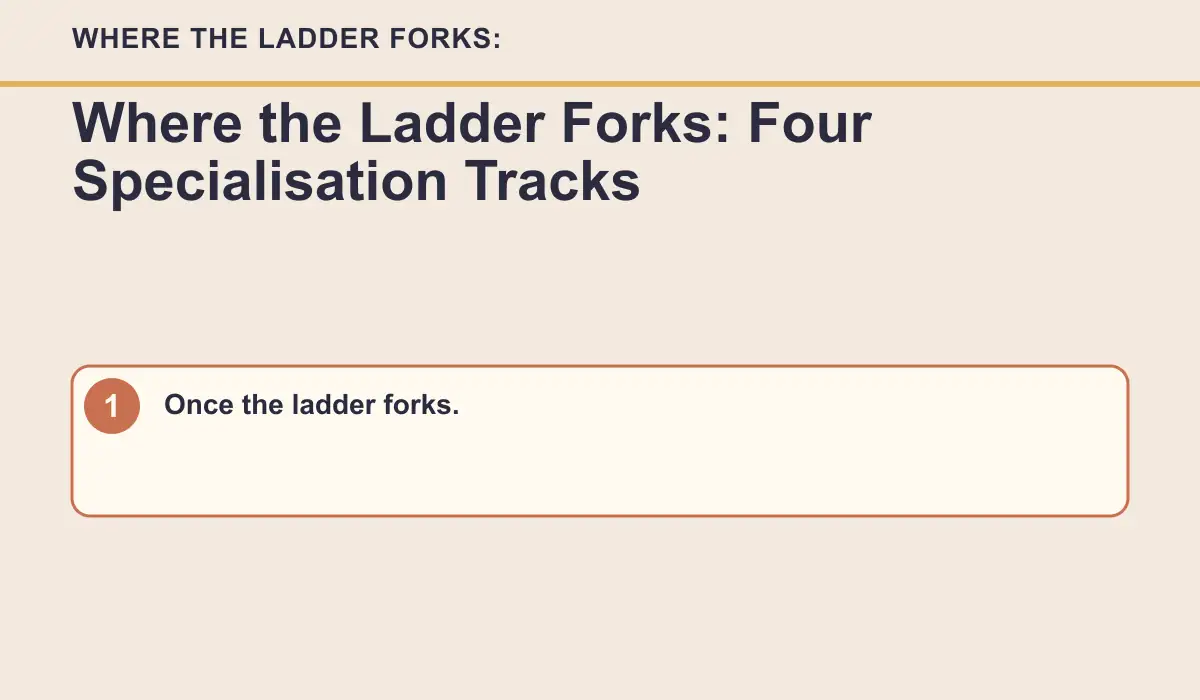 WHERE THE LADDER FORKS:
Where the Ladder Forks: Four
Specialisation Tracks
1
Once the ladder forks.